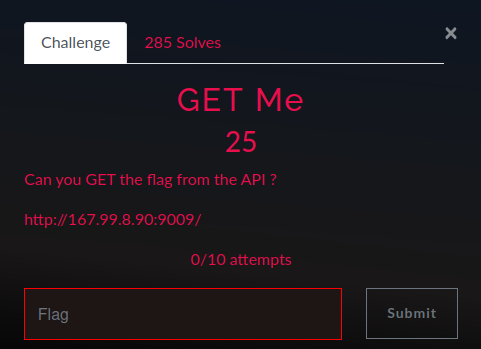 Challenge
285 Solves
×
GET Me
25
Can you GET the flag from the API ?
http://167.99.8.90:9009/
0/10 attempts
Flag
Submit